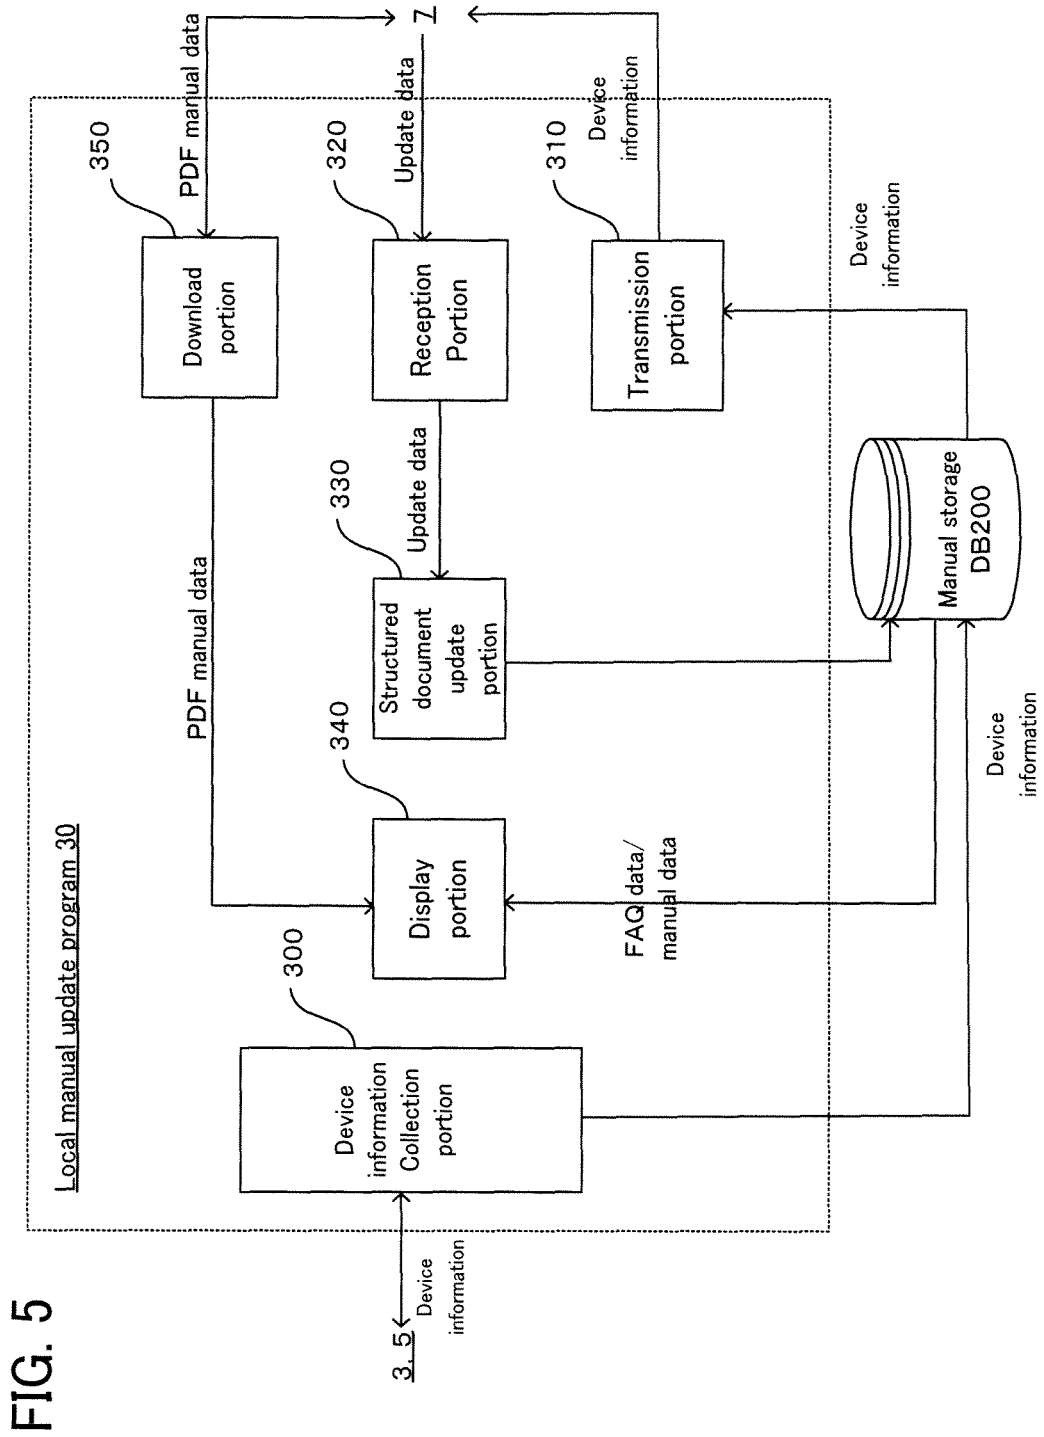 FIG. 5
Local manual update program 30
PDF manual data
350
Download
portion
PDF manual data
3. 5
Device
information
300
Device
information
Collection
portion
340
Display
portion
330
Structured
document
update
portion
Update data
320
Reception
Portion
Update data
7
FAQ data/
manual data
310
Transmission
portion
Device
information
Device
information
Manual storage
DB200
Device
information